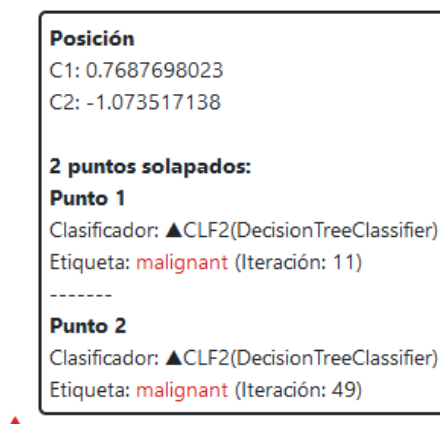 Posición
C1: 0.7687698023
C2: -1.073517138
2 puntos solapados:
Punto 1
Clasificador: ▲CLF2(DecisionTreeClassifier)
Etiqueta: malignant (Iteración: 11)
-------
Punto 2
Clasificador: ▲CLF2(DecisionTreeClassifier)
Etiqueta: malignant (Iteración: 49)